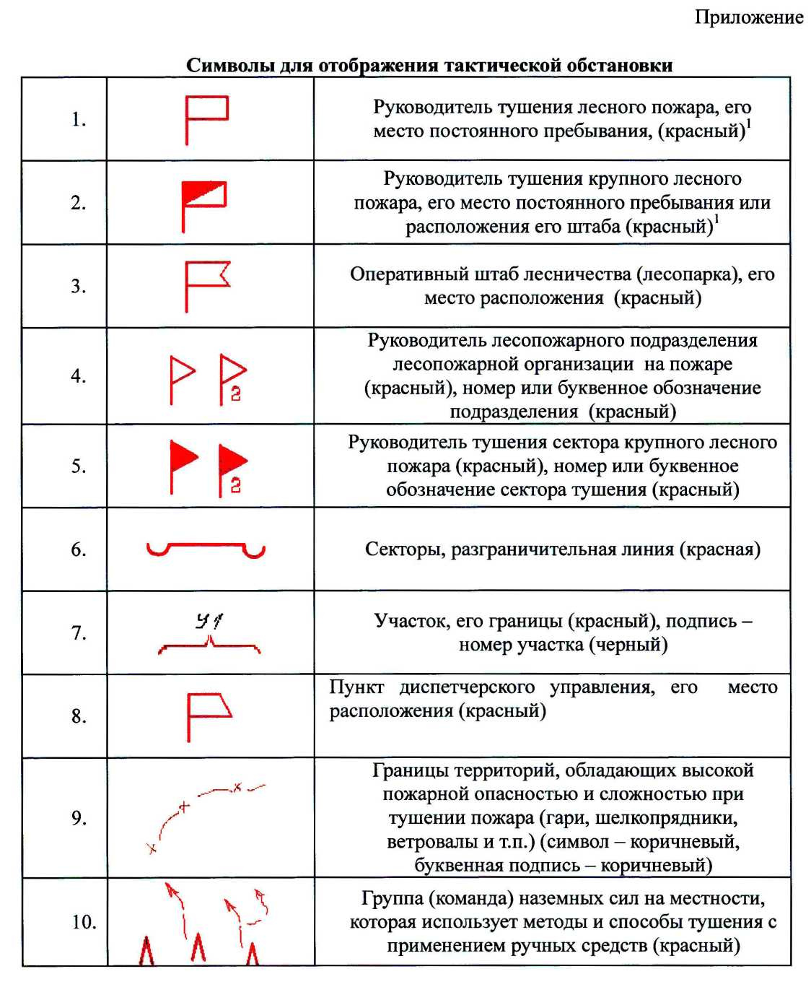 Приложение
Символы для отображения тактической обстановки
1.
Руководитель тушения лесного пожара, его
место постоянного пребывания, (красный)1
2.
Руководитель тушения крупного лесного
пожара, его место постоянного пребывания или
расположения его штаба (красный)1
3.
Оперативный штаб лесничества (лесопарка), его
место расположения (красный)
4.
2
Руководитель лесопожарного подразделения
лесопожарной организации на пожаре
(красный), номер или буквенное обозначение
подразделения (красный)
5.
2
Руководитель тушения сектора крупного лесного
пожара (красный), номер или буквенное
обозначение сектора тушения (красный)
6.
Секторы, разграничительная линия (красная)
7.
У1
Участок, его границы (красный), подпись –
номер участка (черный)
8.
Пункт диспетчерского управления, его место
расположения (красный)
9.
Границы территорий, обладающих высокой
пожарной опасностью и сложностью при
тушении пожара (гари, шелкопрядники,
ветровалы и т.п.) (символ – коричневый,
буквенная подпись – коричневый)
10.
Группа (команда) наземных сил на местности,
которая использует методы и способы тушения с
применением ручных средств (красный)